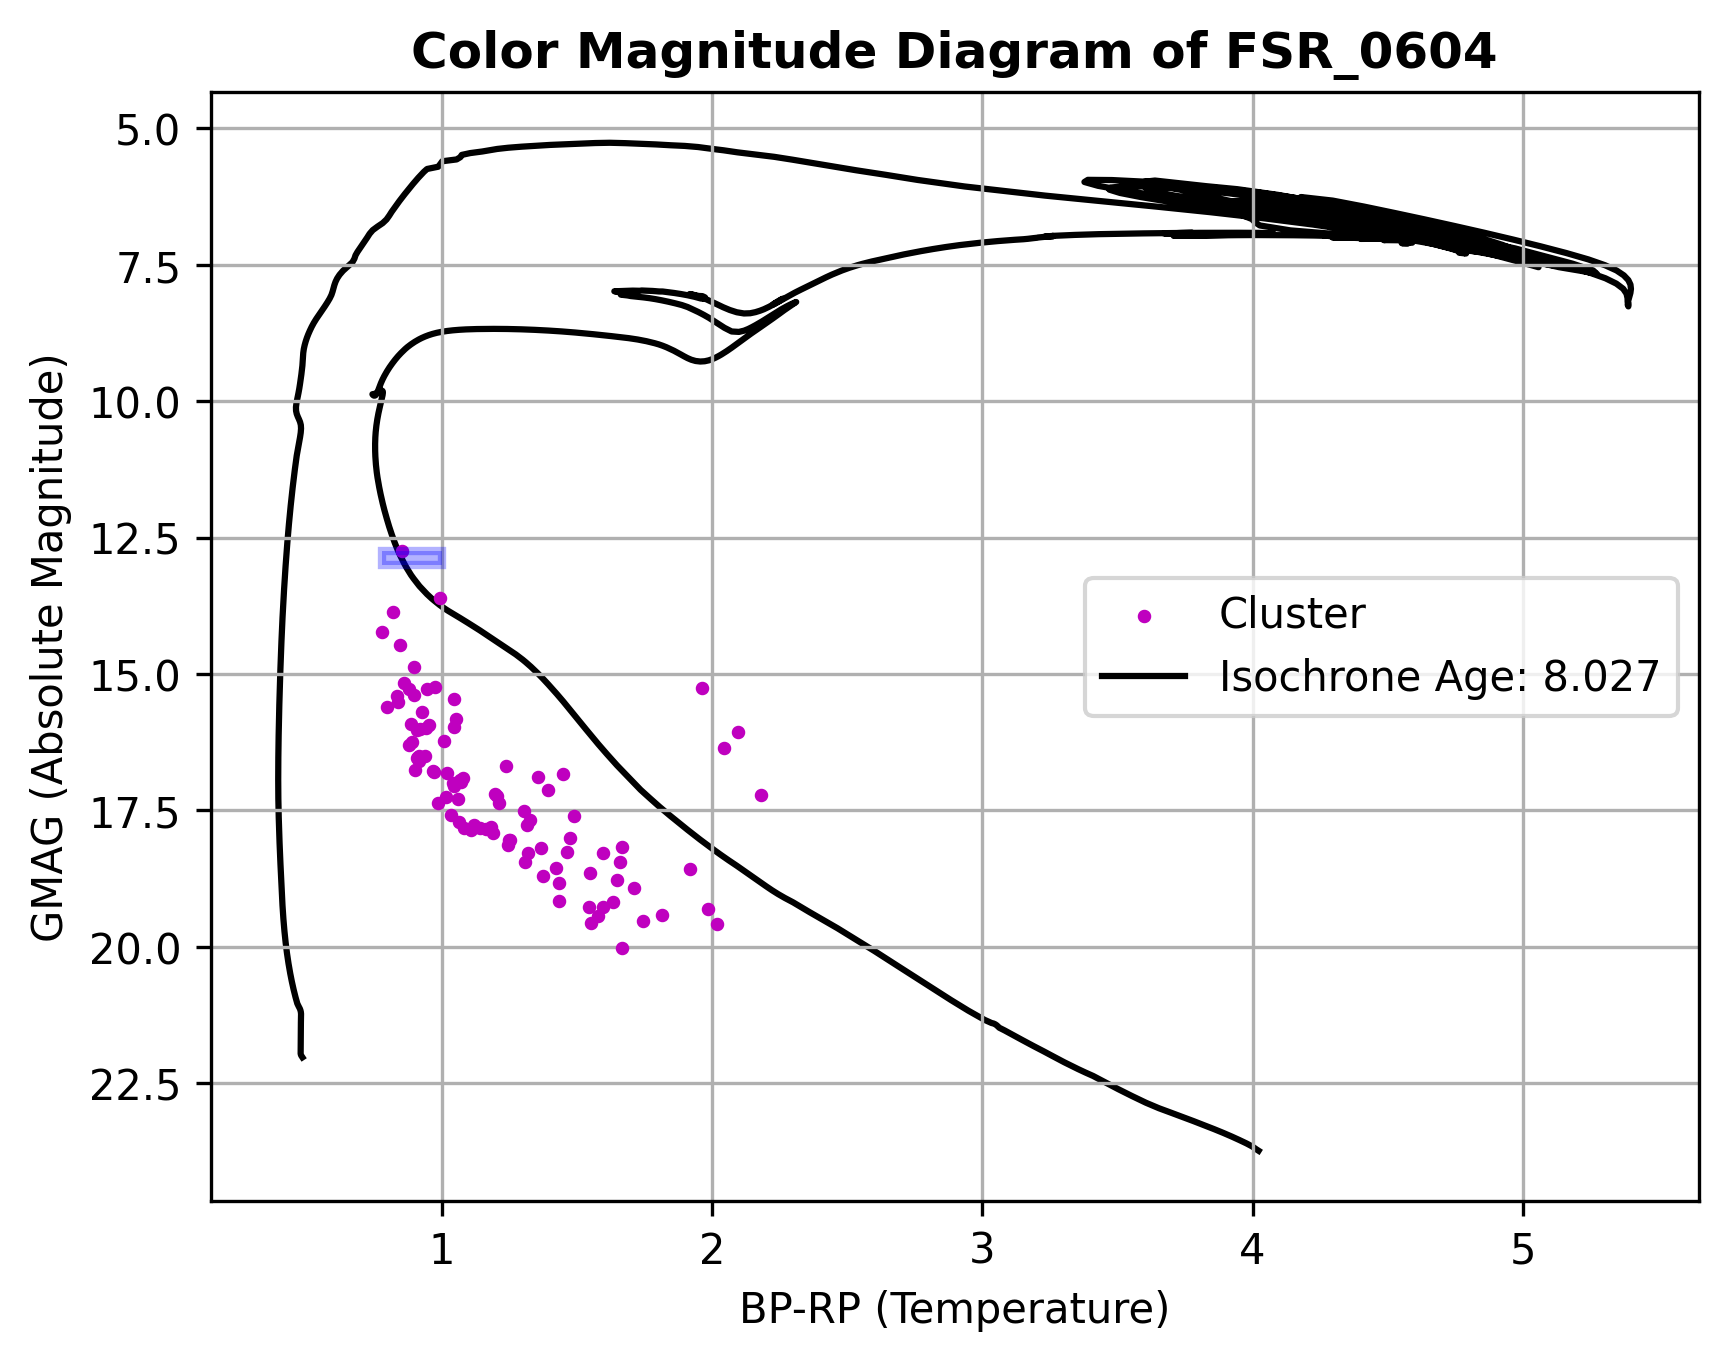 Color Magnitude Diagram of FSR_0604
GMAG (Absolute Magnitude)
5.0
7.5
10.0
12.5
15.0
17.5
20.0
22.5
Cluster
Isochrone Age: 8.027
1 2 3 4 5
BP-RP (Temperature)